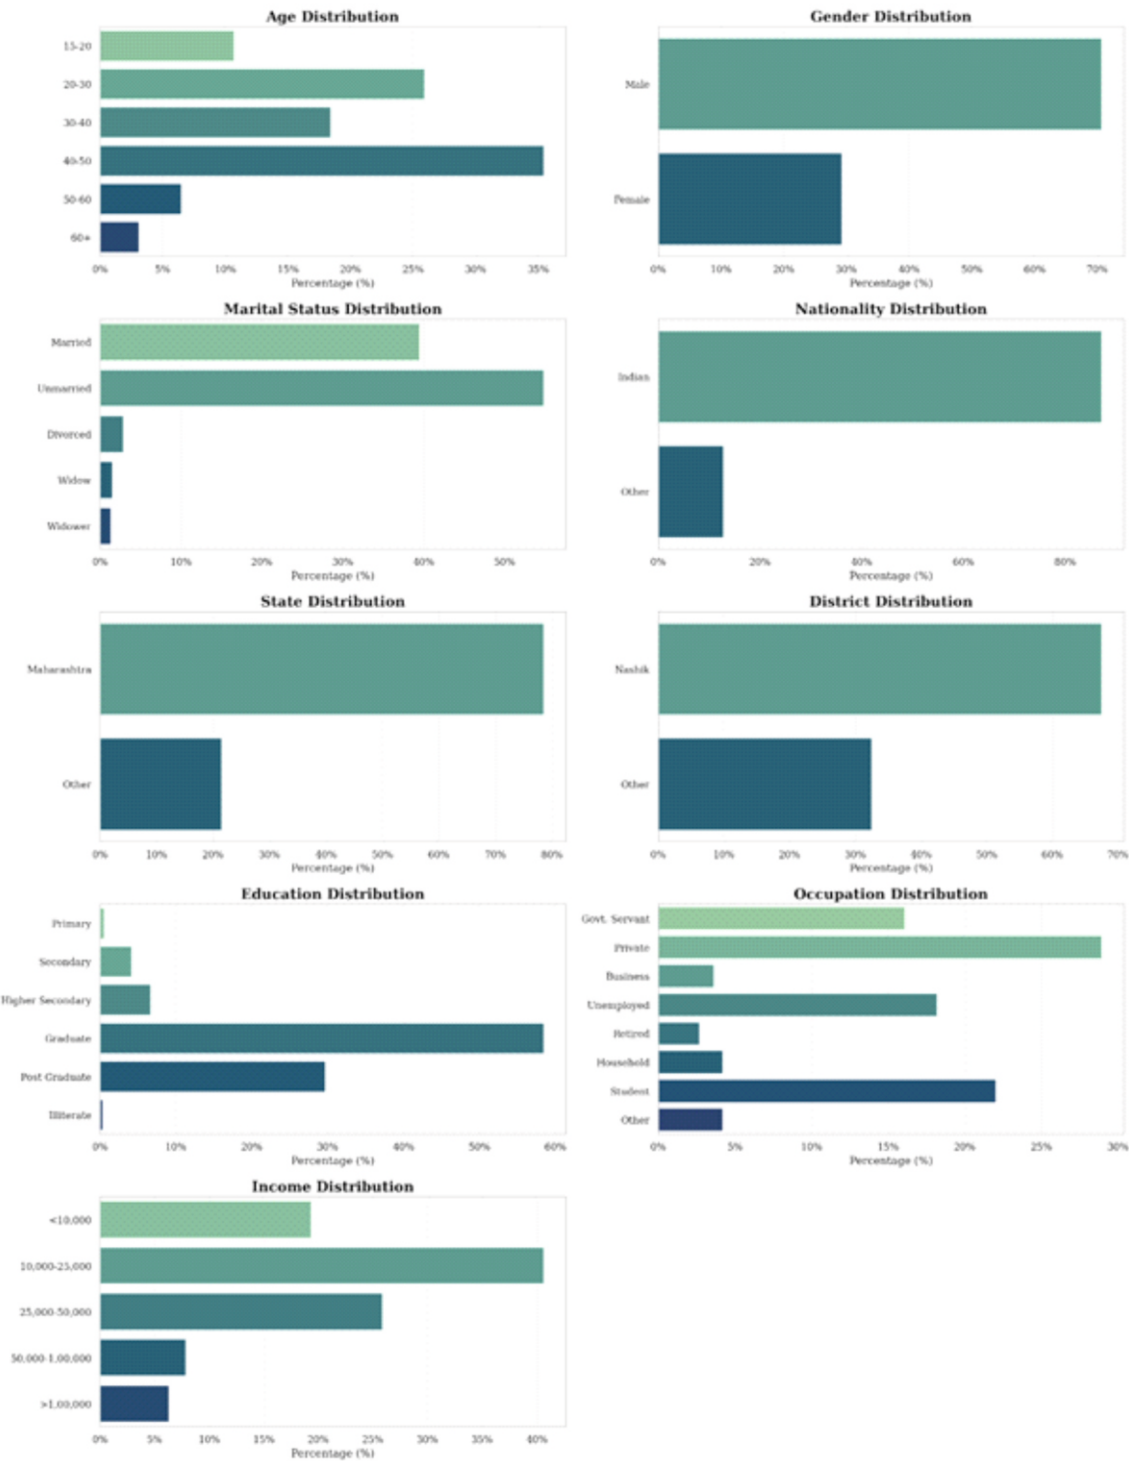 Age Distribution
15-20
20-30
30-40
40-50
50-60
60+
0% 5% 10% 15% 20% 25% 30% 35%
Percentage (%)
Gender Distribution
Male
Female
0% 10% 20% 30% 40% 50% 60% 70%
Percentage (%)
Marital Status Distribution
Married
Unmarried
Divorced
Widow
Widower
0% 10% 20% 30% 40% 50%
Percentage (%)
Nationality Distribution
Indian
Other
0% 20% 40% 60% 80%
Percentage (%)
State Distribution
Maharashtra
Other
0% 10% 20% 30% 40% 50% 60% 70% 80%
Percentage (%)
District Distribution
Nashik
Other
0% 10% 20% 30% 40% 50% 60% 70%
Percentage (%)
Education Distribution
Primary
Secondary
Higher Secondary
Graduate
Post Graduate
Illiterate
0% 10% 20% 30% 40% 50% 60%
Percentage (%)
Occupation Distribution
Govt. Servant
Private
Business
Unemployed
Retired
Household
Student
Other
0% 5% 10% 15% 20% 25% 30%
Percentage (%)
Income Distribution
<10,000
10,000-25,000
25,000-50,000
50,000-1,00,000
>1,00,000
0% 5% 10% 15% 20% 25% 30% 35% 40%
Percentage (%)